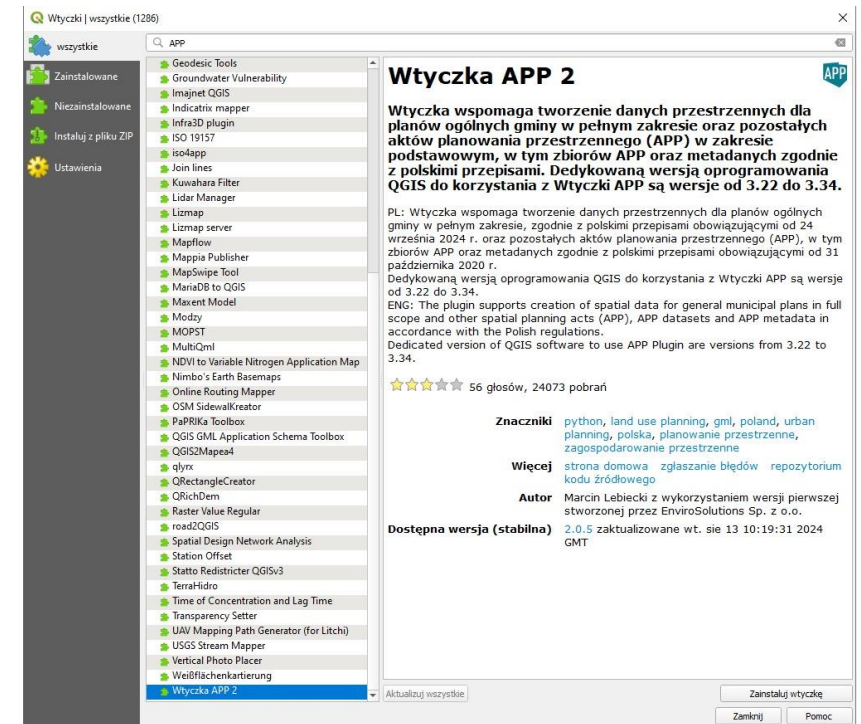 Wtyczki | wszystkie (1286)
wszystkie
Zainstalowane
Niezainstalowane
Instaluj z pliku ZIP
Ustawienia
APP
Geodesic Tools
Groundwater Vulnerability
Imajnet QGIS
Indicatrix mapper
Infra3D plugin
ISO 19157
iso4app
Join lines
Kuwahara Filter
Lidar Manager
Lizmap
Lizmap server
Mapflow
Mappia Publisher
MapSwipe Tool
MariaDB to QGIS
Maxent Model
Modzy
MOPST
MultiQml
NDVI to Variable Nitrogen Application Map
Nimbo's Earth Basemaps
Online Routing Mapper
OSM SidewalKreator
PaPRIKa Toolbox
QGIS GML Application Schema Toolbox
QGIS2Mapea4
qlyrx
QRectangleCreator
QRichDem
Raster Value Regular
road2QGIS
Spatial Design Network Analysis
Station Offset
Statto Redistricter QGISv3
TerraHidro
Time of Concentration and Lag Time
Transparency Setter
UAV Mapping Path Generator (for Litchi)
USGS Stream Mapper
Vertical Photo Placer
Weißflächenkartierung
Wtyczka APP 2
Wtyczka APP 2
APP
Wtyczka wspomaga tworzenie danych przestrzennych dla
planów ogólnych gminy w pełnym zakresie oraz pozostałych
aktów planowania przestrzennego (APP) w zakresie
podstawowym, w tym zbiorów APP oraz metadanych zgodnie
z polskimi przepisami. Dedykowaną wersją oprogramowania
QGIS do korzystania z Wtyczki APP są wersje od 3.22 do 3.34.
PL: Wtyczka wspomaga tworzenie danych przestrzennych dla planów ogólnych
gminy w pełnym zakresie, zgodnie z polskimi przepisami obowiązującymi od 24
września 2024 r. oraz pozostałych aktów planowania przestrzennego (APP), w tym
zbiorów APP oraz metadanych zgodnie z polskimi przepisami obowiązującymi od 31
października 2020 r.
Dedykowaną wersją oprogramowania QGIS do korzystania z Wtyczki APP są wersje
od 3.22 do 3.34.
ENG: The plugin supports creation of spatial data for general municipal plans in full
scope and other spatial planning acts (APP), APP datasets and APP metadata in
accordance with the Polish regulations.
Dedicated version of QGIS software to use APP Plugin are versions from 3.22 to
3.34.
56 głosów, 24073 pobrań
Znaczniki python, land use planning, gml, poland, urban
planning, polska, planowanie przestrzenne,
zagospodarowanie przestrzenne
Więcej strona domowa zgłaszanie błędów repozytorium
kodu źródłowego
Autor Marcin Lebiecki z wykorzystaniem wersji pierwszej
stworzonej przez EnviroSolutions Sp. z o.o.
Dostępna wersja (stabilna) 2.0.5 zaktualizowane wt. sie 13 10:19:31 2024
GMT
Aktualizuj wszystkie
Zainstaluj wtyczkę
Zamknij
Pomoc